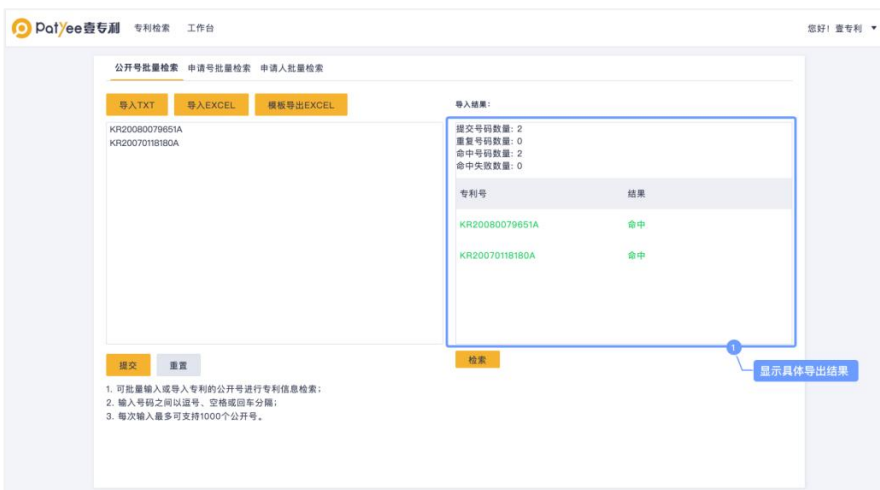 PatYee壹专利 专利检索 工作台 您好！壹专利
公开号批量检索 申请号批量检索 申请人批量检索
导入TXT 导入EXCEL 模板导出EXCEL
KR20080079651A
KR20070118180A
提交 重置
1. 可批量输入或导入专利的公开号进行专利信息检索；
2. 输入号码之间以逗号、空格或回车分隔；
3. 每次输入最多可支持1000个公开号。
导入结果：
提交号码数量: 2
重复号码数量: 0
命中号码数量: 2
命中失败数量: 0
专利号 结果
KR20080079651A 命中
KR20070118180A 命中
检索
1
显示具体导出结果